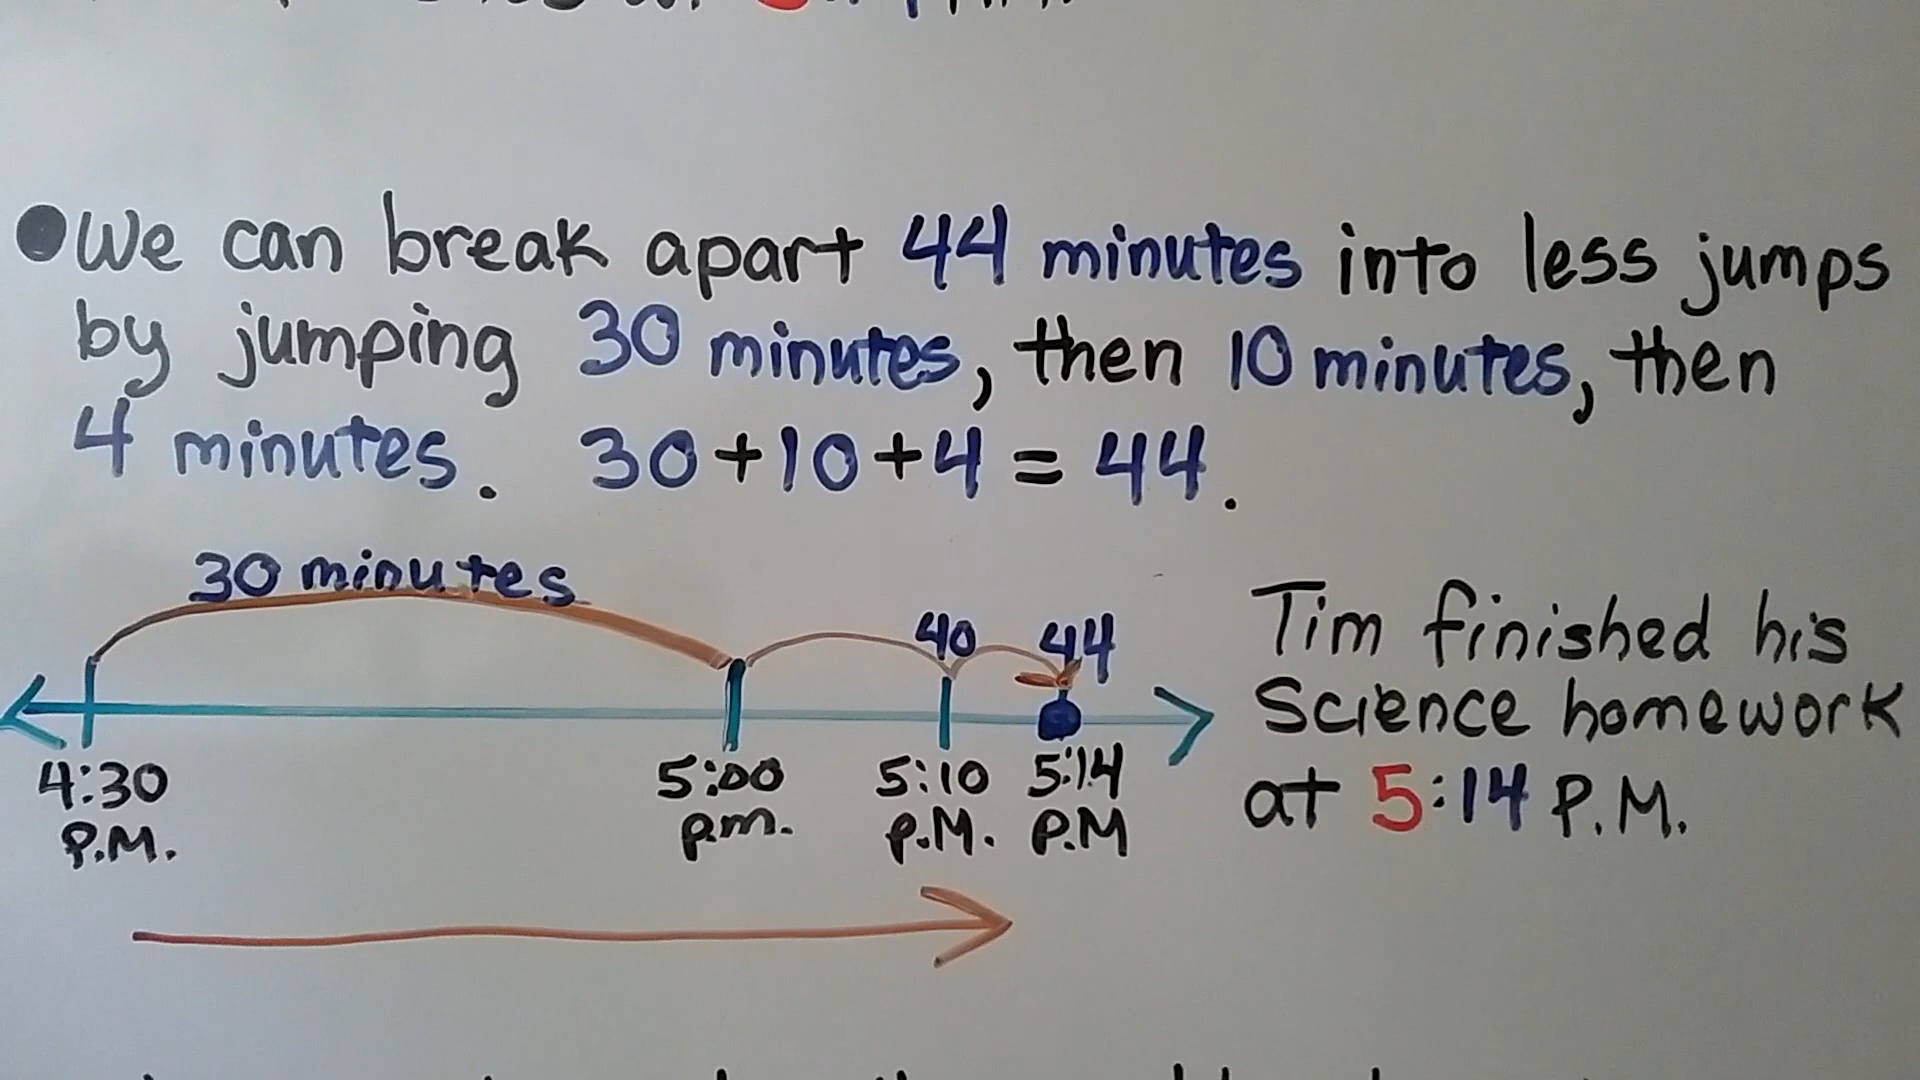 ●We can break apart 44 minutes into less jumps
by jumping 30 minutes, then 10 minutes, then
4 minutes. 30+10+4 = 44.
30 minutes
40 44
4:30 5:00 5:10 5:14
P.M. p.m. P.M. P.M
Tim finished his
Science homework
at 5:14 P.M.